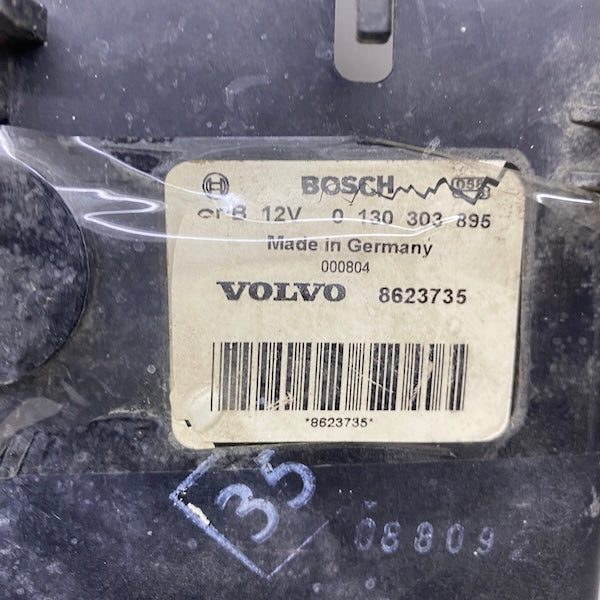 BOSCH
12V 0 130 303 895
Made in Germany
000804
VOLVO 8623735
*8623735*
35
08809